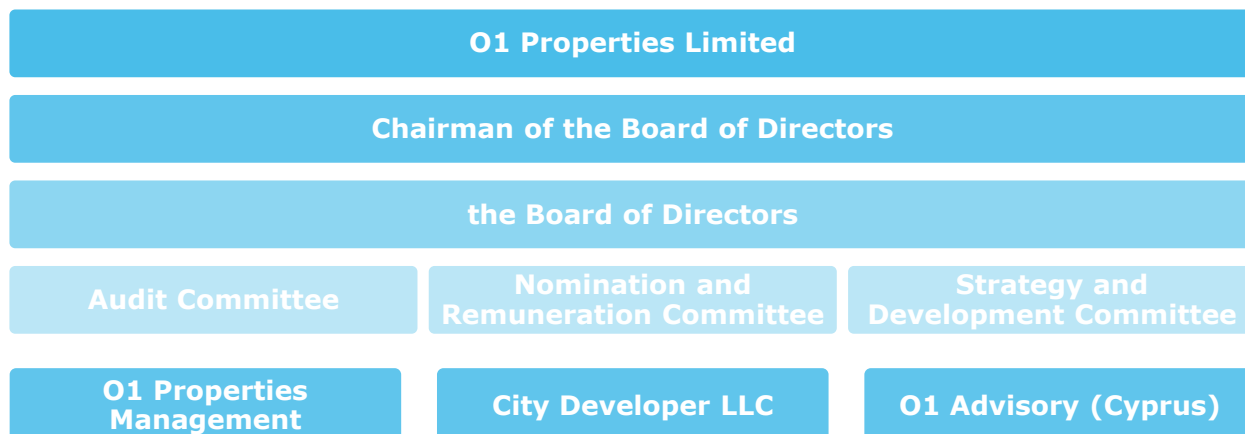 O1 Properties Limited
Chairman of the Board of Directors
the Board of Directors
Audit Committee
Nomination and
Remuneration Committee
Strategy and
Development Committee
O1 Properties
Management
City Developer LLC
O1 Advisory (Cyprus)